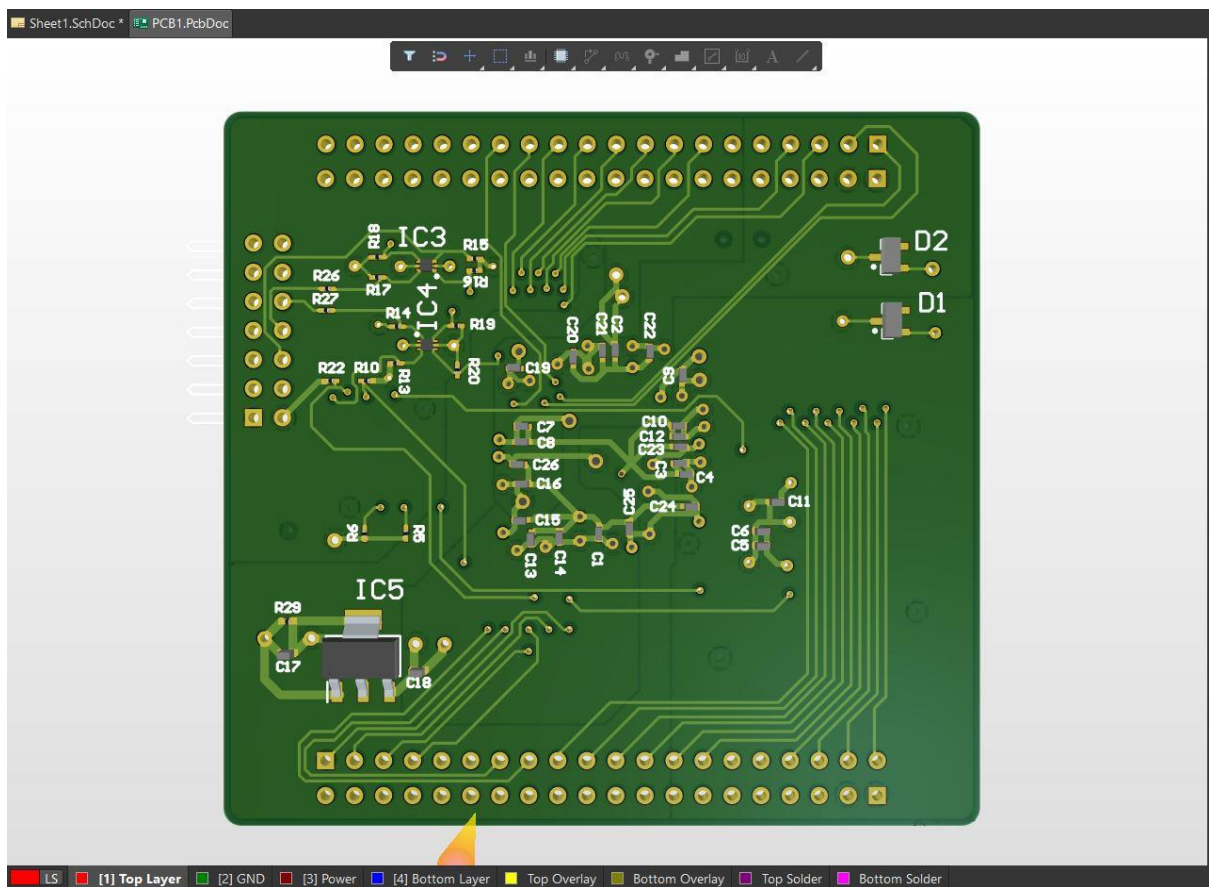 Sheet1.SchDoc * PCB1.PcbDoc
A
IC3
D2
R18
R15
R16
R17
R26
R27
IC4
R14
R19
D1
C20
C21
C2
C22
R22
R10
R13
R20
C19
C9
C7
C8
C10
C12
C23
C26
C3
C4
C16
C25
C24
C11
C15
C6
C5
R6
R5
C13
C14
C1
IC5
R29
C17
C18
LS [1] Top Layer [2] GND [3] Power [4] Bottom Layer Top Overlay Bottom Overlay Top Solder Bottom Solder